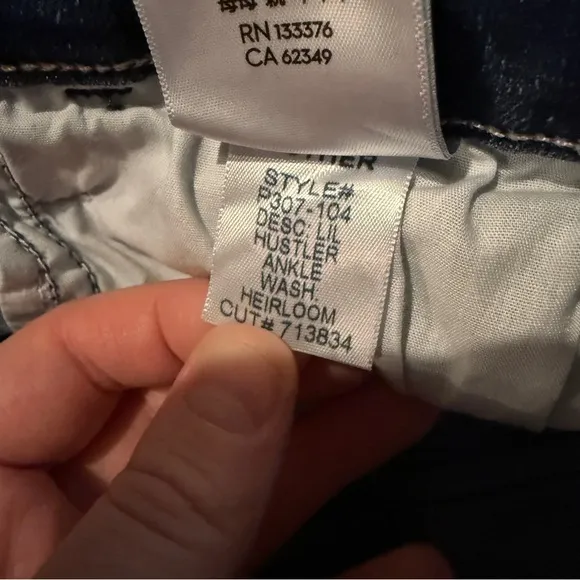 RN 133376
CA 62349
STYLE#
P307-104
DESC: LIL
HUSTLER
ANKLE
WASH:
HEIRLOOM
CUT# 713834